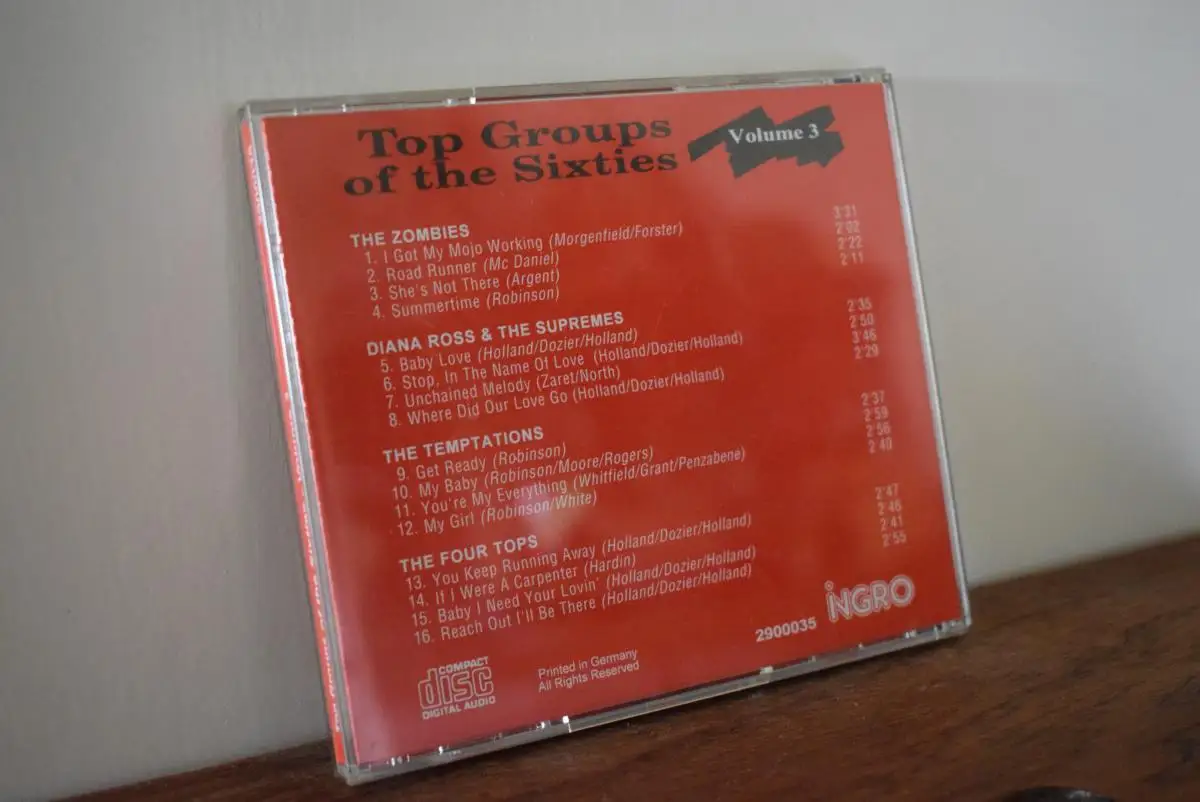 Top Groups
of the Sixties
Volume 3
THE ZOMBIES
1. I Got My Mojo Working (Morgenfield/Forster) 3'31
2. Road Runner (Mc Daniel) 2'02
3. She's Not There (Argent) 2'22
4. Summertime (Robinson) 2'11
DIANA ROSS & THE SUPREMES
5. Baby Love (Holland/Dozier/Holland) 2'35
6. Stop, In The Name Of Love (Holland/Dozier/Holland) 2'50
7. Unchained Melody (Zaret/North) 3'46
8. Where Did Our Love Go (Holland/Dozier/Holland) 2'29
THE TEMPTATIONS
9. Get Ready (Robinson) 2'37
10. My Baby (Robinson/Moore/Rogers) 2'59
11. You're My Everything (Whitfield/Grant/Penzabene) 2'56
12. My Girl (Robinson/White) 2'40
THE FOUR TOPS
13. You Keep Running Away (Holland/Dozier/Holland) 2'47
14. If I Were A Carpenter (Hardin) 2'46
15. Baby I Need Your Lovin' (Holland/Dozier/Holland) 2'41
16. Reach Out I'll Be There (Holland/Dozier/Holland) 2'55
COMPACT
disc
DIGITAL AUDIO
Printed in Germany
All Rights Reserved
2900035
INGRO